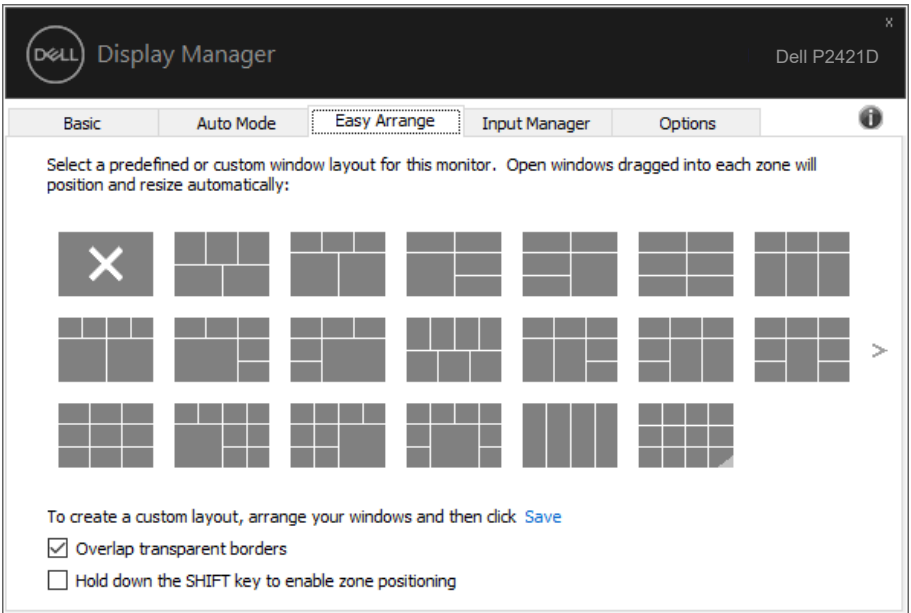 x
DELL Display Manager
Dell P2421D
Basic Auto Mode Easy Arrange Input Manager Options
Select a predefined or custom window layout for this monitor. Open windows dragged into each zone will
position and resize automatically:
>
To create a custom layout, arrange your windows and then click Save
Overlap transparent borders
Hold down the SHIFT key to enable zone positioning